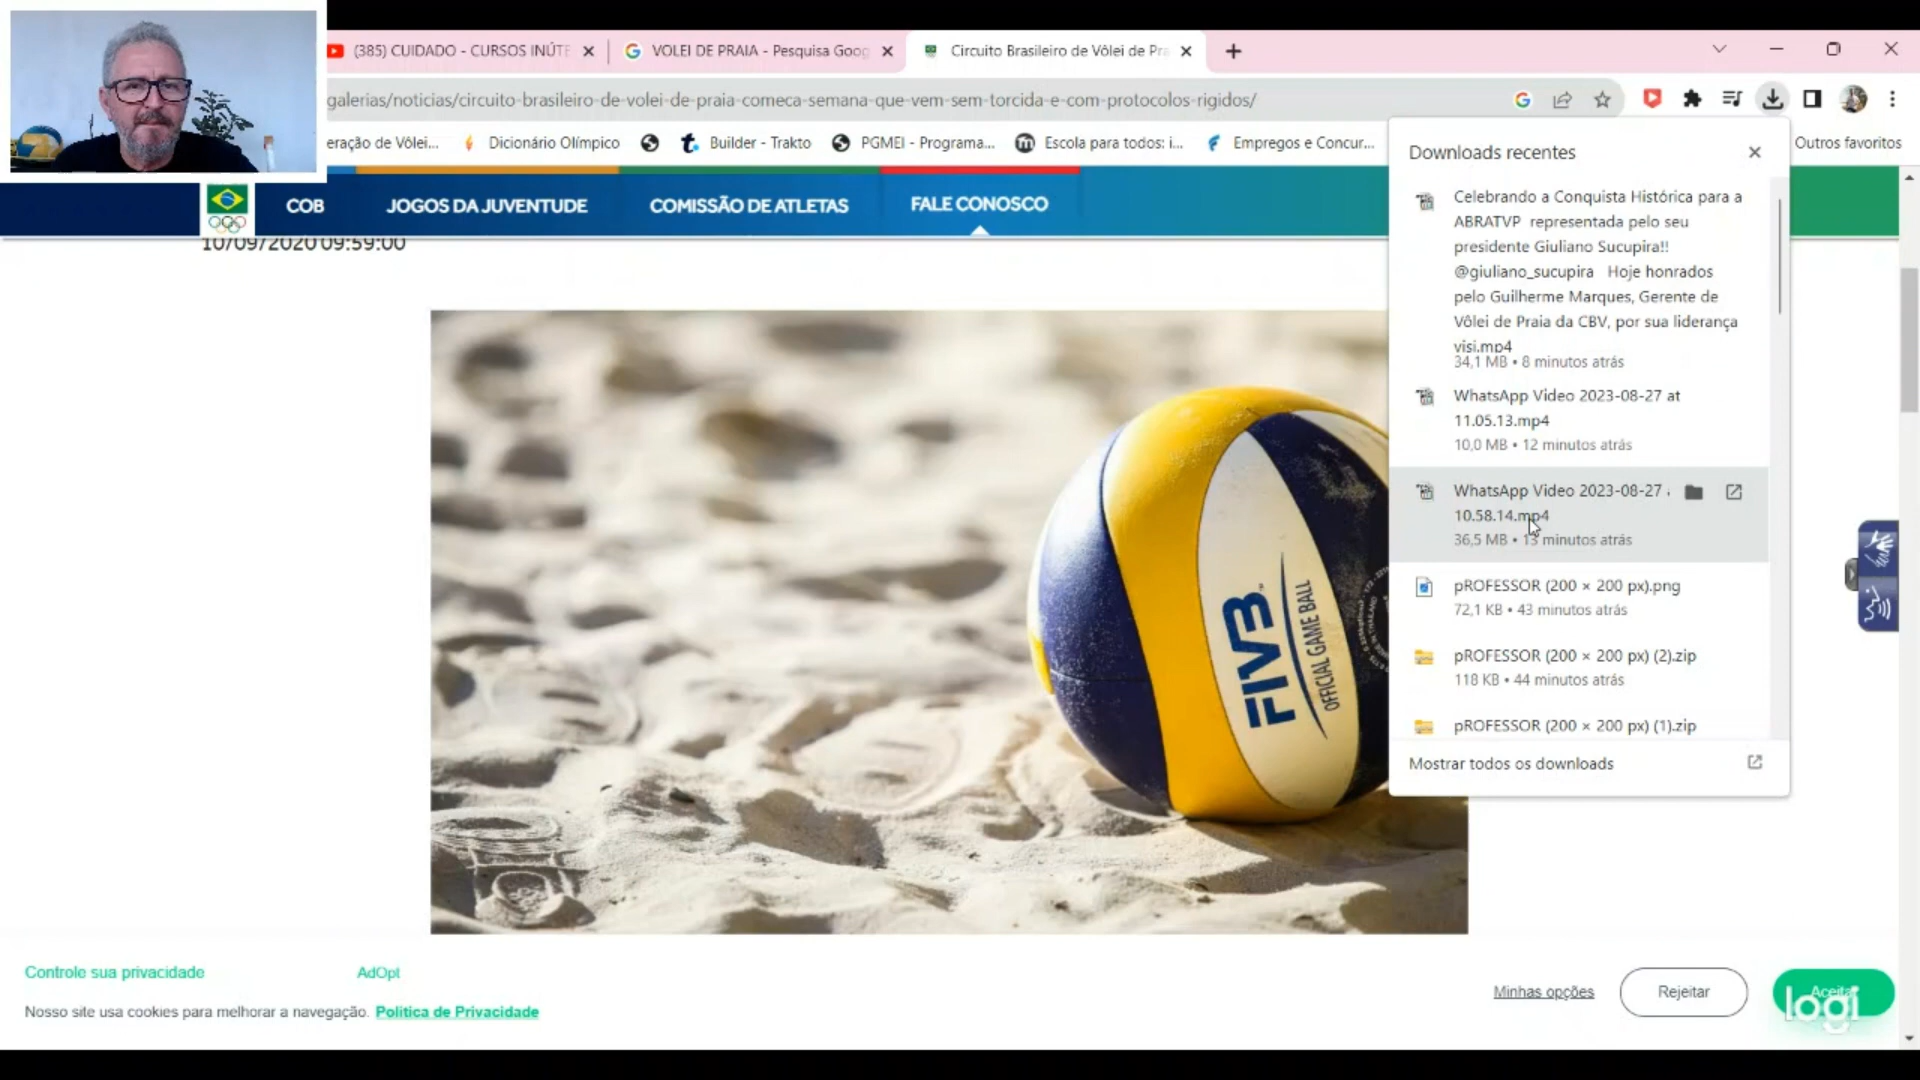 (385) CUIDADO - CURSOS INÚTE
VOLEI DE PRAIA - Pesquisa Goog
Circuito Brasileiro de Vôlei de Pra
galerias/noticias/circuito-brasileiro-de-volei-de-praia-comeca-semana-que-vem-sem-torcida-e-com-protocolos-rigidos/
eração de Vôlei...
Dicionário Olímpico
Builder - Trakto
PGMEI - Programa...
Escola para todos: i...
Empregos e Concur...
Outros favoritos
COB
JOGOS DA JUVENTUDE
COMISSÃO DE ATLETAS
FALE CONOSCO
10/09/2020 09:59:00
FIVB
OFFICIAL GAME BALL
Downloads recentes
Celebrando a Conquista Histórica para a
ABRATVP representada pelo seu
presidente Giuliano Sucupira!!
@giuliano_sucupira Hoje honrados
pelo Guilherme Marques, Gerente de
Vôlei de Praia da CBV, por sua liderança
visi.mp4
34,1 MB • 8 minutos atrás
WhatsApp Video 2023-08-27 at
11.05.13.mp4
10,0 MB • 12 minutos atrás
WhatsApp Video 2023-08-27
10.58.14.mp4
36,5 MB • 13 minutos atrás
pROFESSOR (200 × 200 px).png
72,1 KB • 43 minutos atrás
pROFESSOR (200 × 200 px) (2).zip
118 KB • 44 minutos atrás
pROFESSOR (200 × 200 px) (1).zip
Mostrar todos os downloads
Controle sua privacidade
AdOpt
Nosso site usa cookies para melhorar a navegação. Política de Privacidade
Minhas opções
Rejeitar
Aceitar
logi